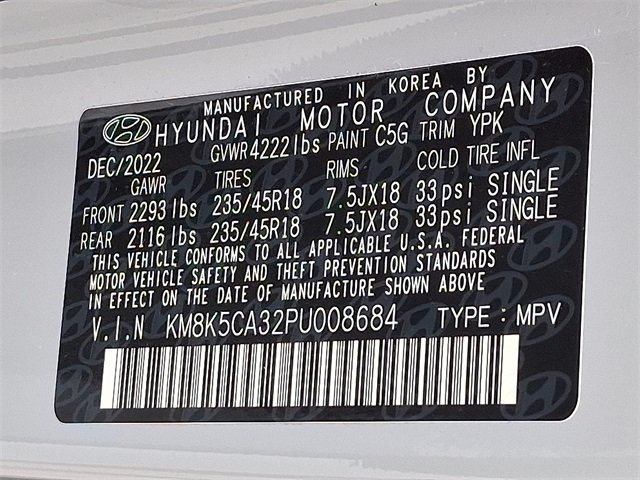 MANUFACTURED IN KOREA BY
HYUNDAI MOTOR COMPANY
DEC/2022 GVWR 4222 lbs PAINT C5G TRIM YPK
GAWR TIRES RIMS COLD TIRE INFL
FRONT 2293 lbs 235/45R18 7.5JX18 33psi SINGLE
REAR 2116 lbs 235/45R18 7.5JX18 33psi SINGLE
THIS VEHICLE CONFORMS TO ALL APPLICABLE U.S.A. FEDERAL
MOTOR VEHICLE SAFETY AND THEFT PREVENTION STANDARDS
IN EFFECT ON THE DATE OF MANUFACTURE SHOWN ABOVE
V.I.N KM8K5CA32PU008684 TYPE : MPV